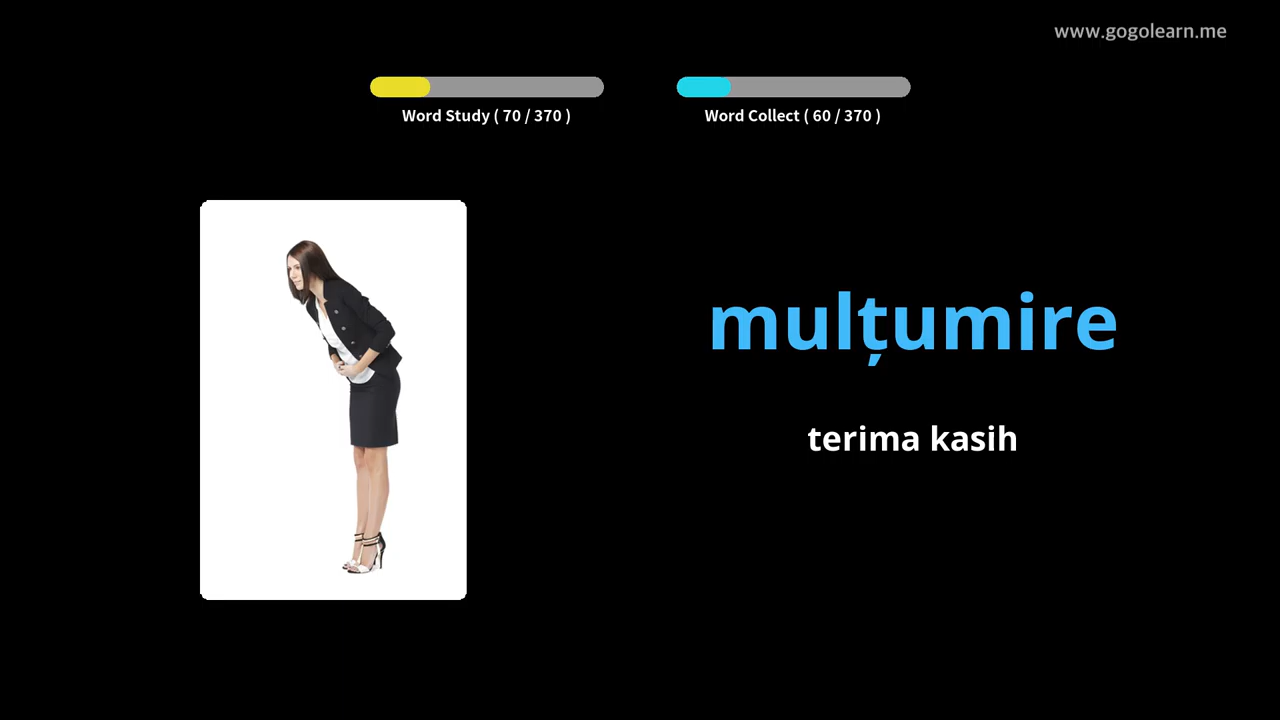 www.gogolearn.me
Word Study ( 70 / 370 )
Word Collect ( 60 / 370 )
mulțumire
terima kasih